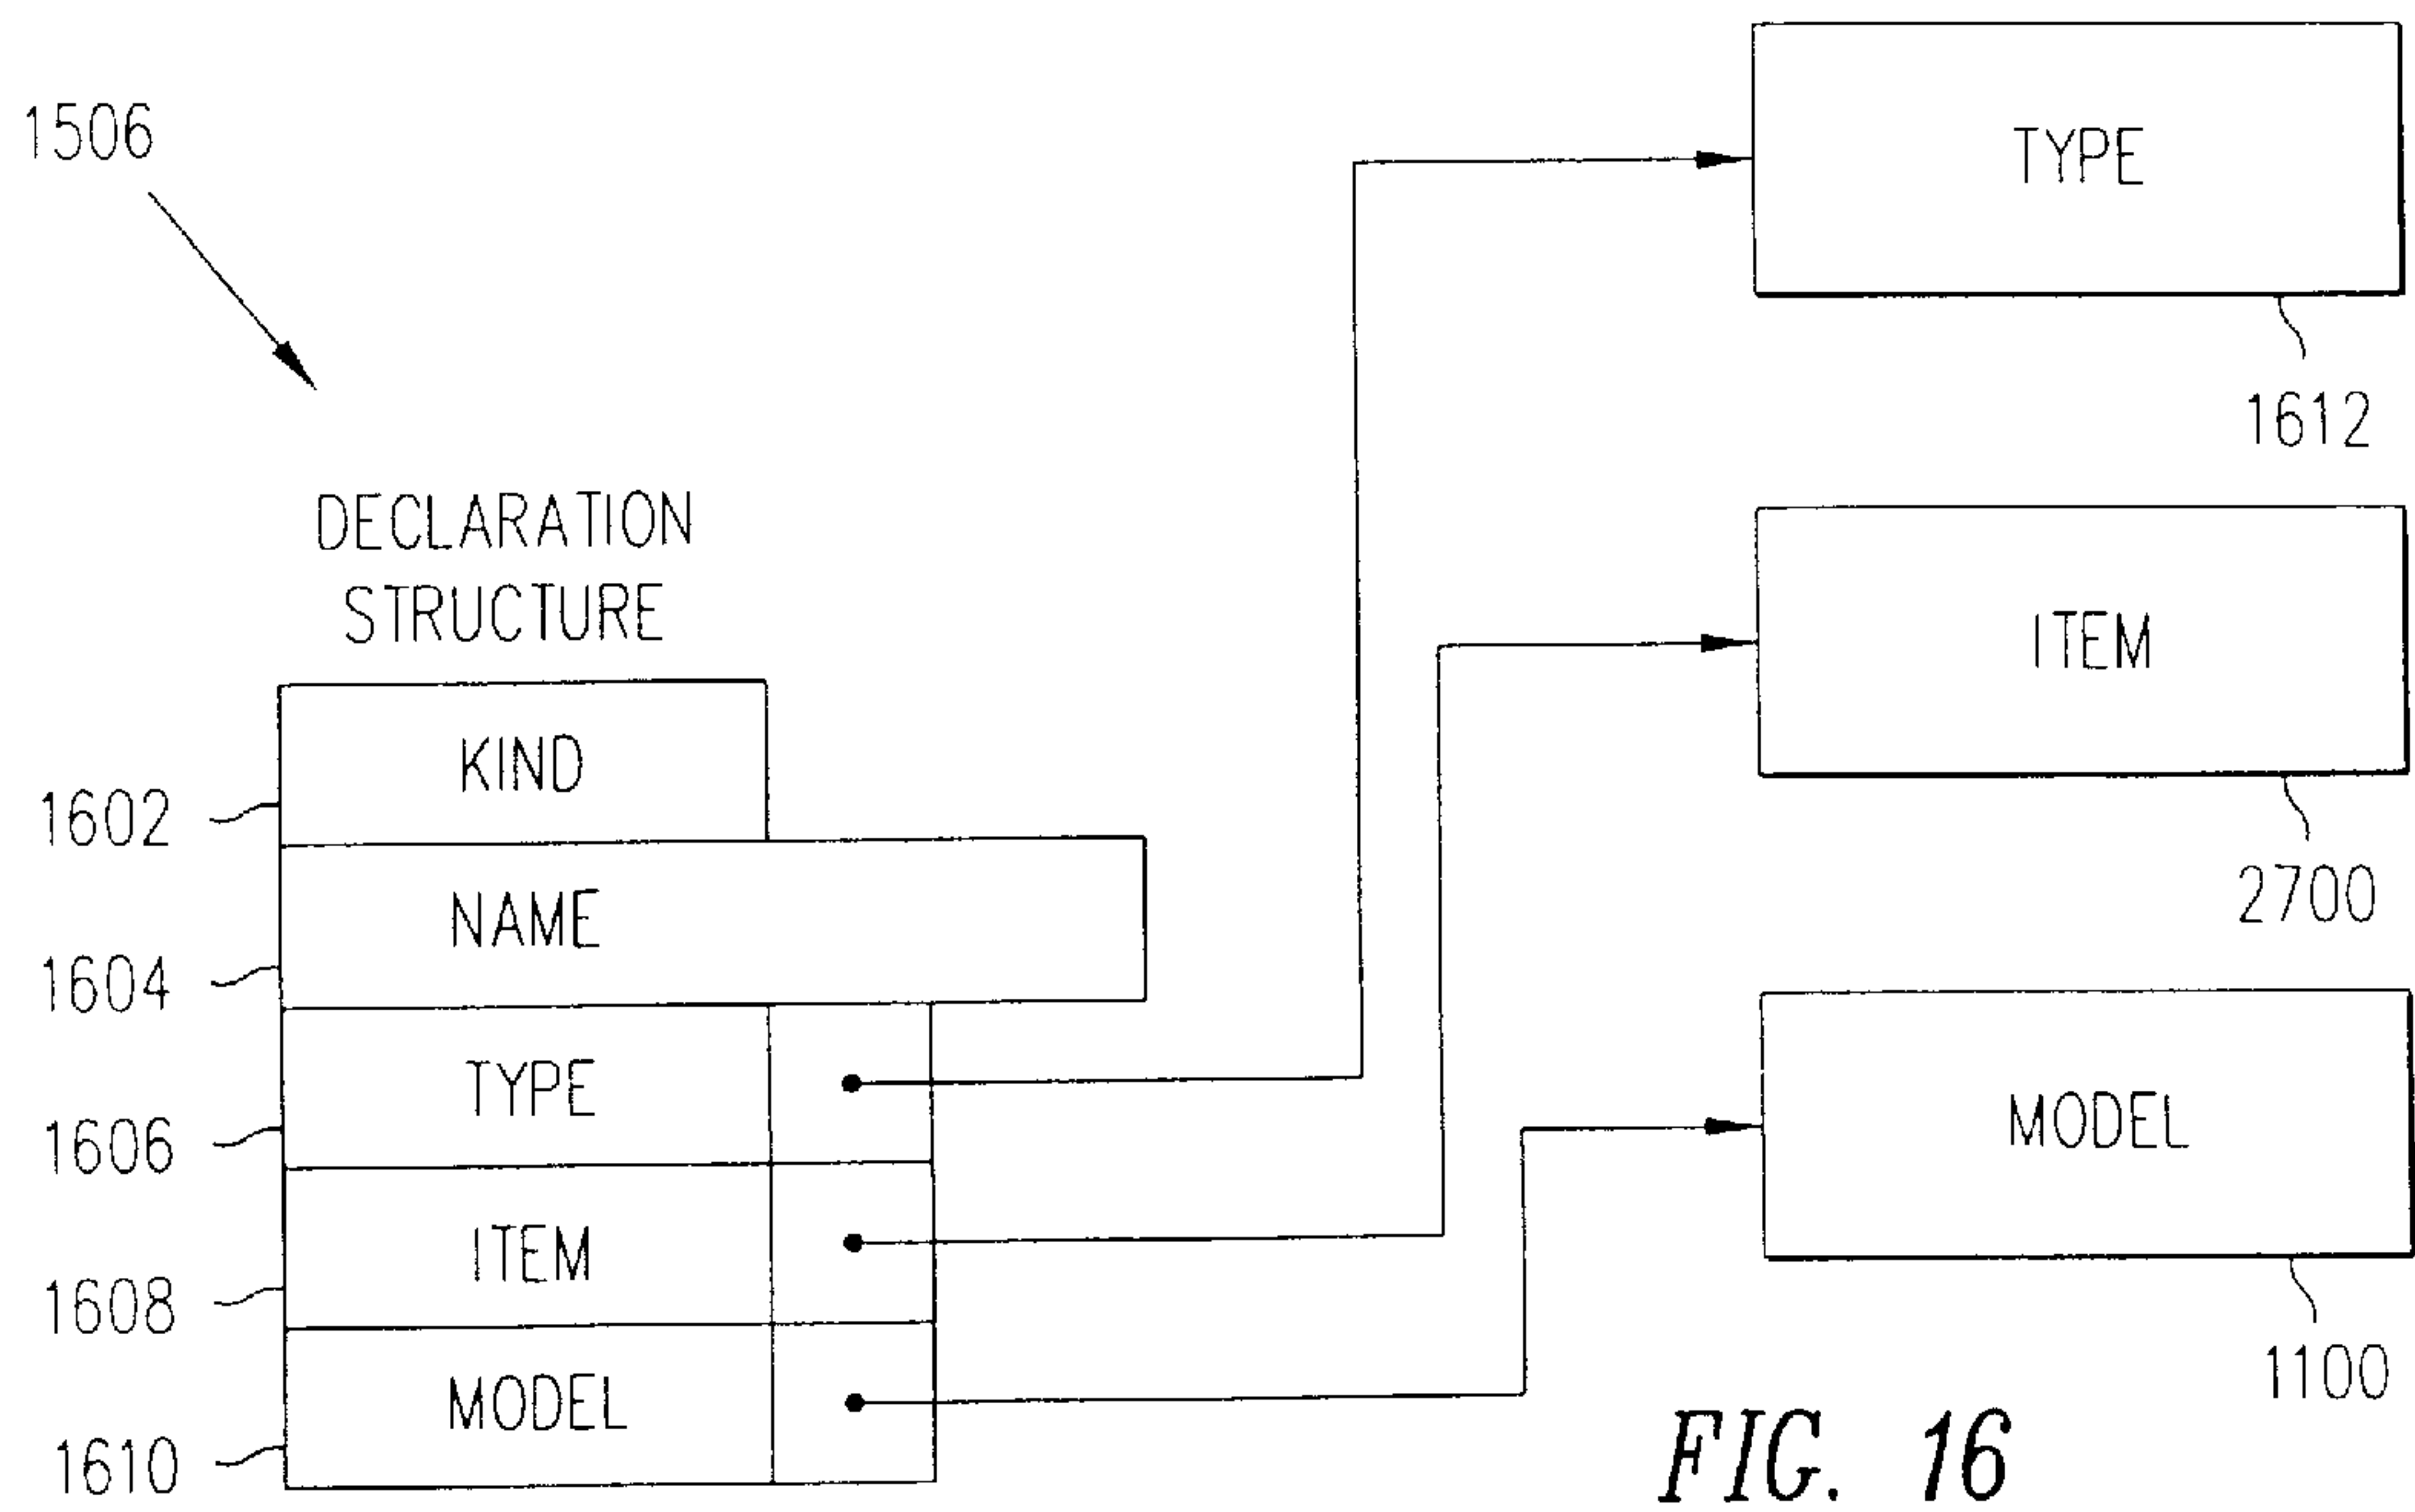 1506
DECLARATION
STRUCTURE
KIND
1602
NAME
1604
TYPE
1606
ITEM
1608
MODEL
1610
TYPE
1612
ITEM
2700
MODEL
1100
FIG. 16